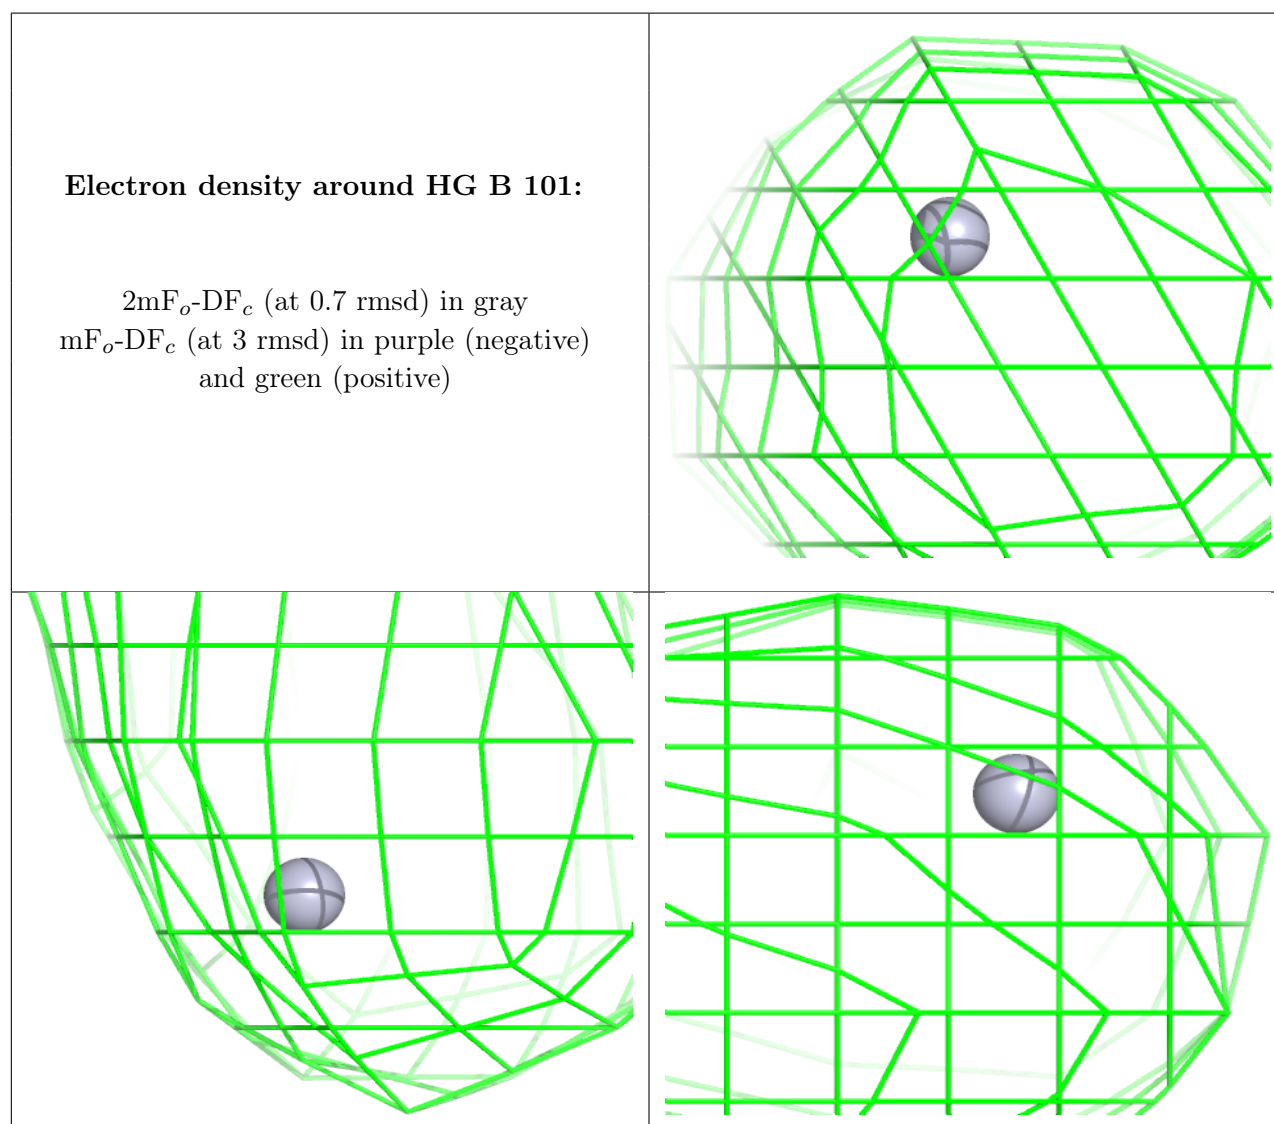 Electron density around HG B 101:
2mFₒ-DF𝒸 (at 0.7 rmsd) in gray
mFₒ-DF𝒸 (at 3 rmsd) in purple (negative)
and green (positive)